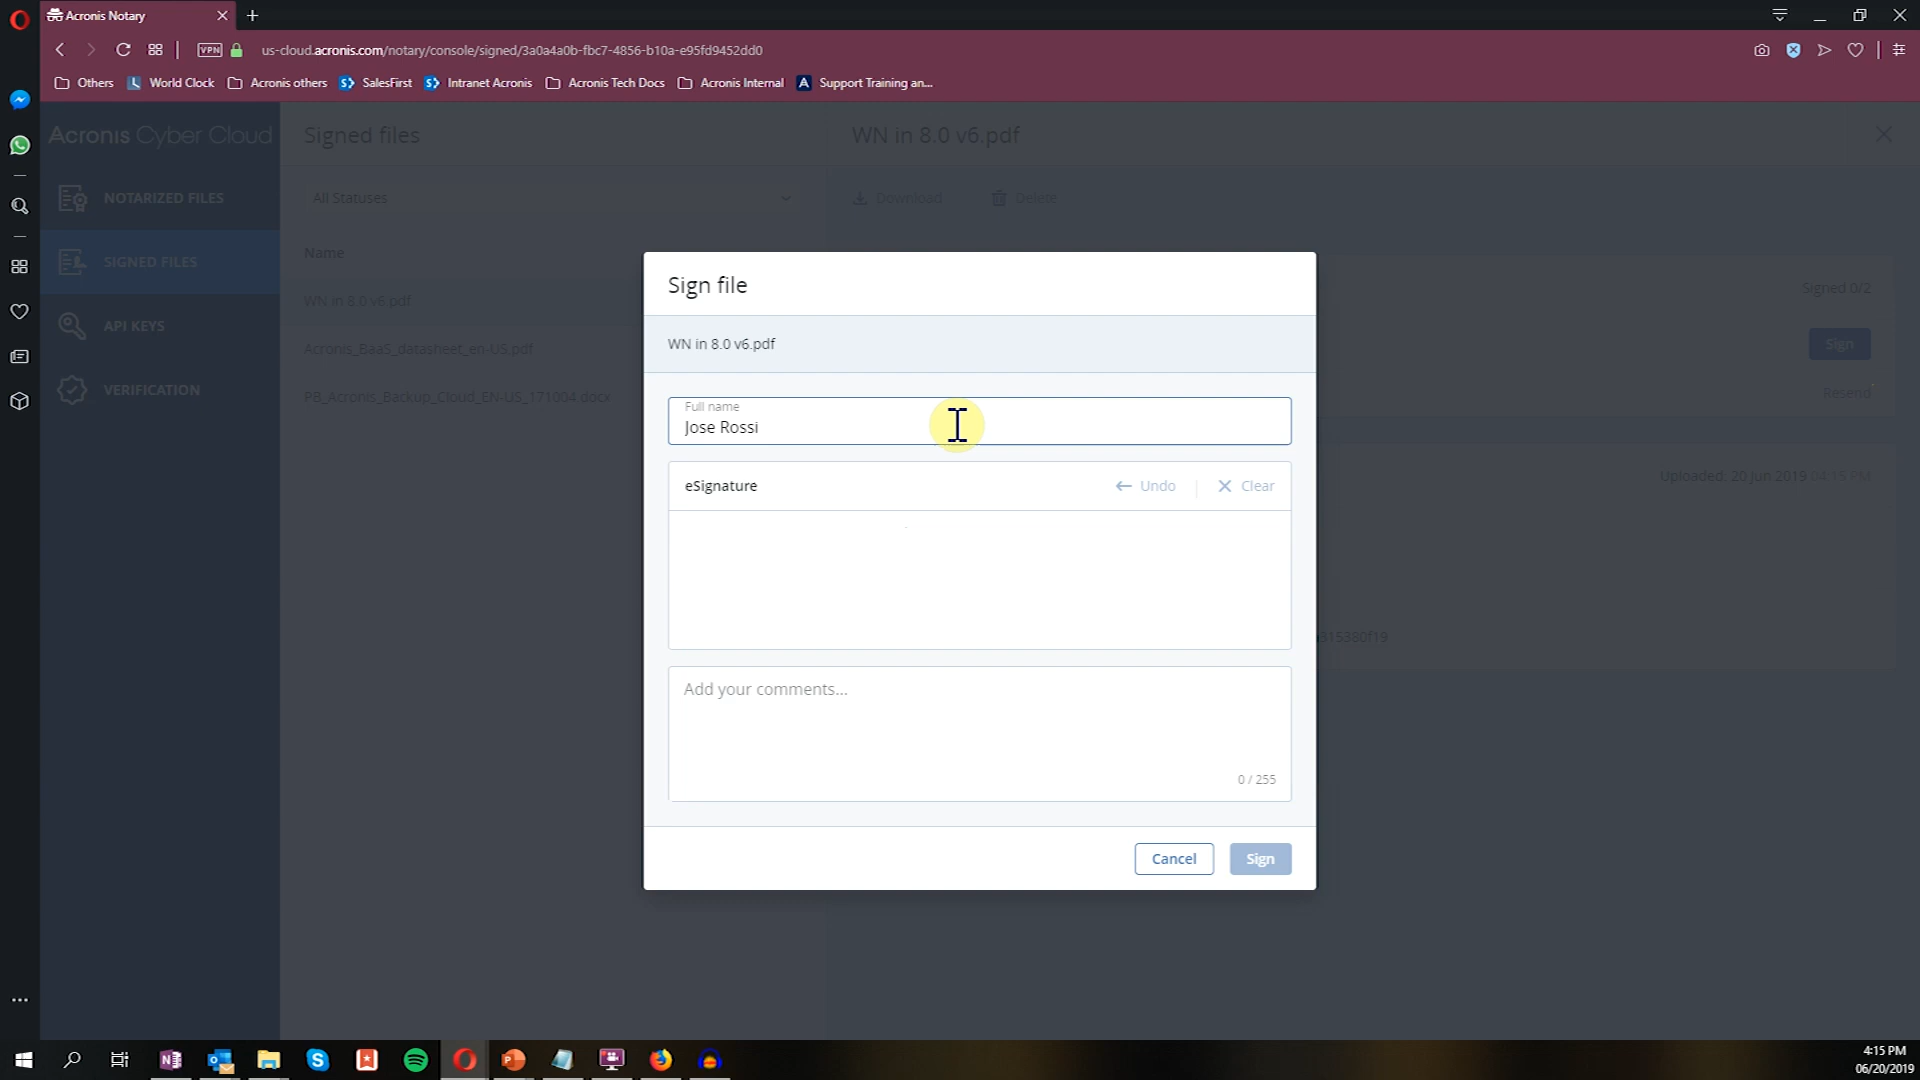 Acronis Notary
VPN
us-cloud.acronis.com/notary/console/signed/3a0a4a0b-fbc7-4856-b10a-e95fd9452dd0
Others
World Clock
Acronis others
SalesFirst
Intranet Acronis
Acronis Tech Docs
Acronis Internal
Support Training an...
Acronis Cyber Cloud
Signed files
WN in 8.0 v6.pdf
NOTARIZED FILES
All Statuses
Download
Delete
Name
SIGNED FILES
Signed 0/2
WN in 8.0 v6.pdf
API KEYS
Sign
Acronis_BaaS_datasheet_en-US.pdf
VERIFICATION
PB_Acronis_Backup_Cloud_EN-US_171004.docx
Resend
Uploaded: 20 Jun 2019 04:15 PM
815380f19
Sign file
WN in 8.0 v6.pdf
Full name
Jose Rossi
eSignature
Undo
Clear
Add your comments...
0 / 255
Cancel
Sign
4:15 PM
06/20/2019